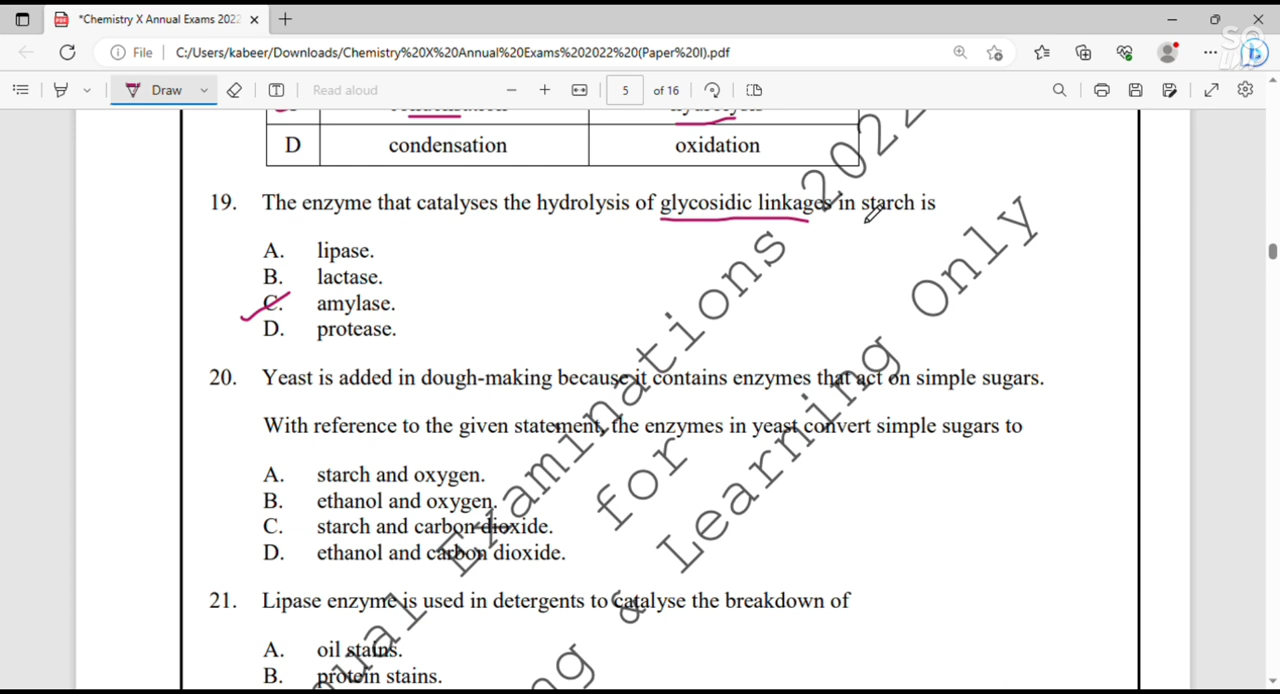 *Chemistry X Annual Exams 2022
File
C:/Users/kabeer/Downloads/Chemistry%20X%20Annual%20Exams%202022%20(Paper%20I).pdf
Draw
Read aloud
5
of 16
D condensation oxidation
2022
19. The enzyme that catalyses the hydrolysis of glycosidic linkages in starch is
A. lipase.
B. lactase.
C. amylase.
D. protease.
20. Yeast is added in dough-making because it contains enzymes that act on simple sugars.
With reference to the given statement, the enzymes in yeast convert simple sugars to
A. starch and oxygen.
B. ethanol and oxygen.
C. starch and carbon dioxide.
D. ethanol and carbon dioxide.
21. Lipase enzyme is used in detergents to catalyse the breakdown of
A. oil stains.
B. protein stains.
Examinations
for
& Learning Only